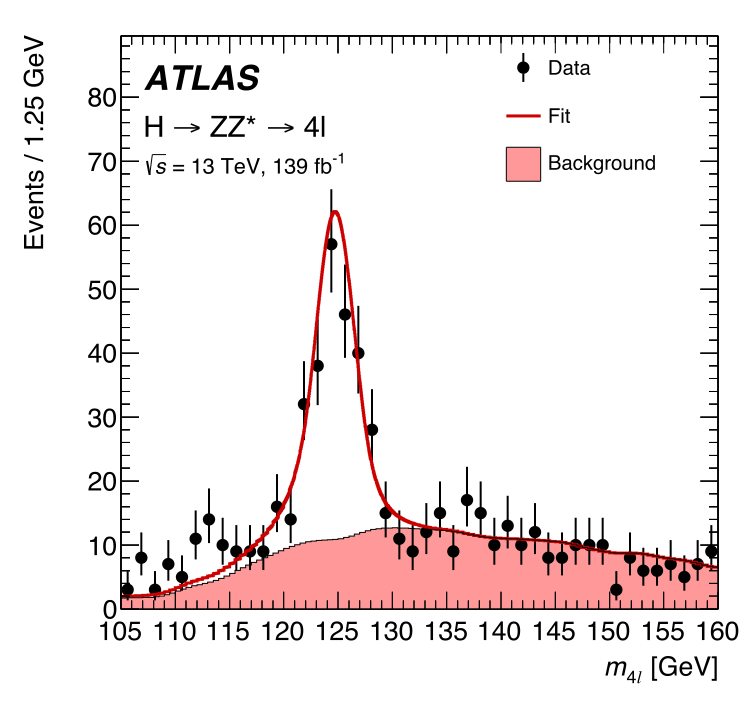 Events / 1.25 GeV
ATLAS
H → ZZ* → 4l
√s = 13 TeV, 139 fb⁻¹
Data
Fit
Background
80
70
60
50
40
30
20
10
0
105 110 115 120 125 130 135 140 145 150 155 160
m4l [GeV]